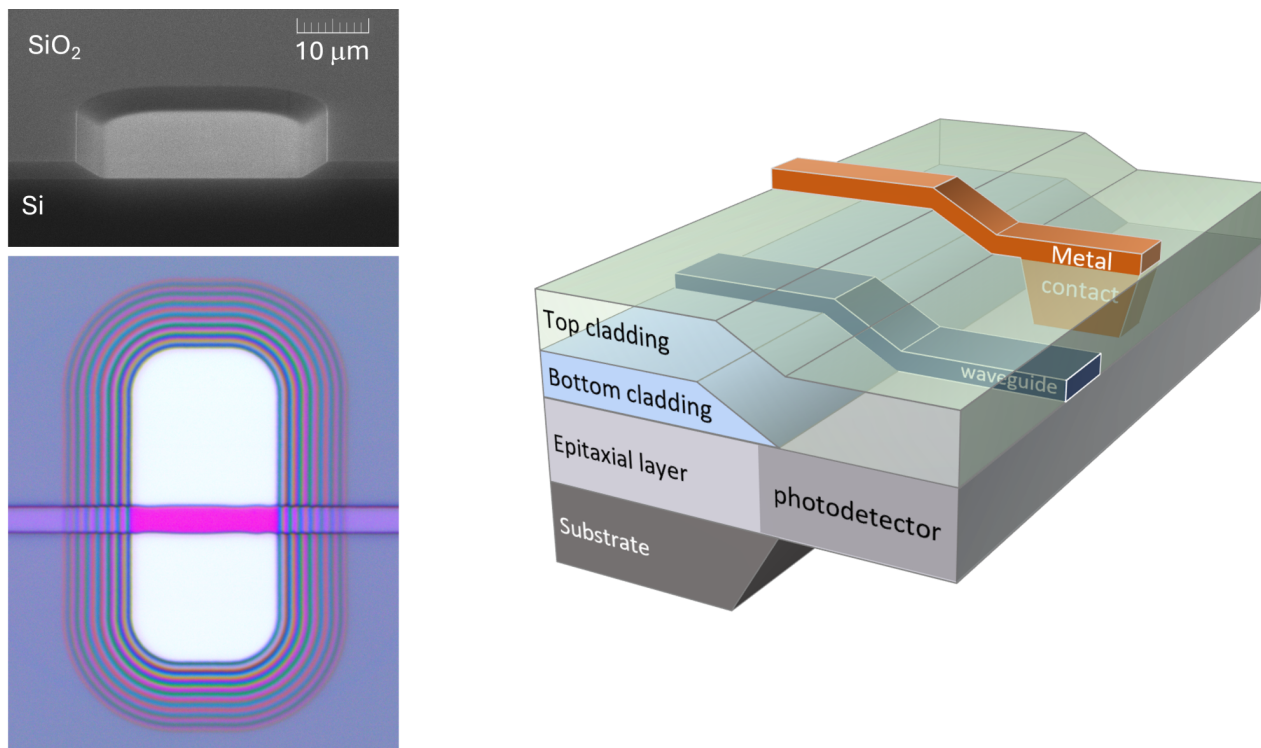 SiO₂
10 μm
Si
Metal
contact
Top cladding
waveguide
Bottom cladding
Epitaxial layer
photodetector
Substrate